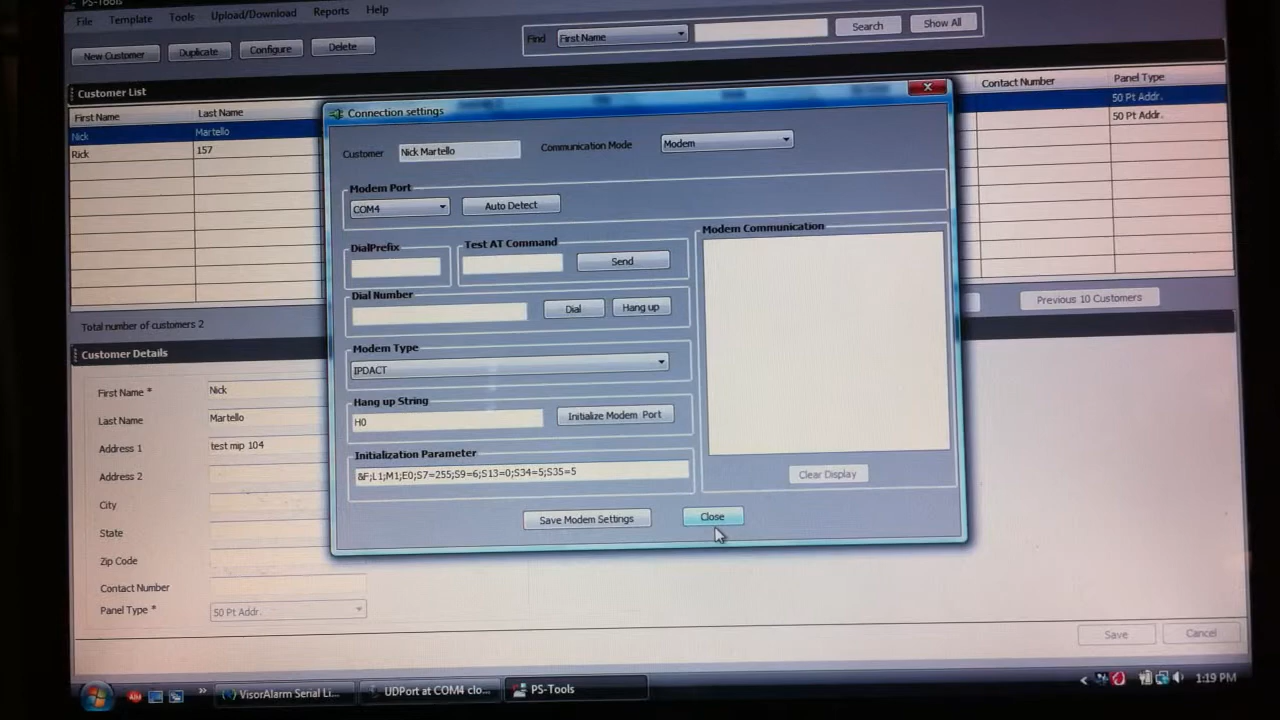 PS-Tools
File Template Tools Upload/Download Reports Help
New Customer Duplicate Configure Delete Find First Name Search Show All
Customer List
First Name Last Name Contact Number Panel Type
Nick Martello 50 Pt Addr.
Rick 157 50 Pt Addr.
Connection settings
Customer Nick Martello Communication Mode Modem
Modem Port
COM4 Auto Detect
DialPrefix Test AT Command Modem Communication
Send
Dial Number
Dial Hang up
Modem Type
IPDACT
Hang up String
H0 Initialize Modem Port
Initialization Parameter
&F;L1;M1;E0;S7=255;S9=6;S13=0;S34=5;S35=5
Clear Display
Save Modem Settings Close
Previous 10 Customers
Total number of customers 2
Customer Details
First Name * Nick
Last Name Martello
Address 1 test mip 104
Address 2
City
State
Zip Code
Contact Number
Panel Type * 50 Pt Addr.
Save Cancel
VisorAlarm Serial Li... UDPort at COM4 clo... PS-Tools 1:19 PM